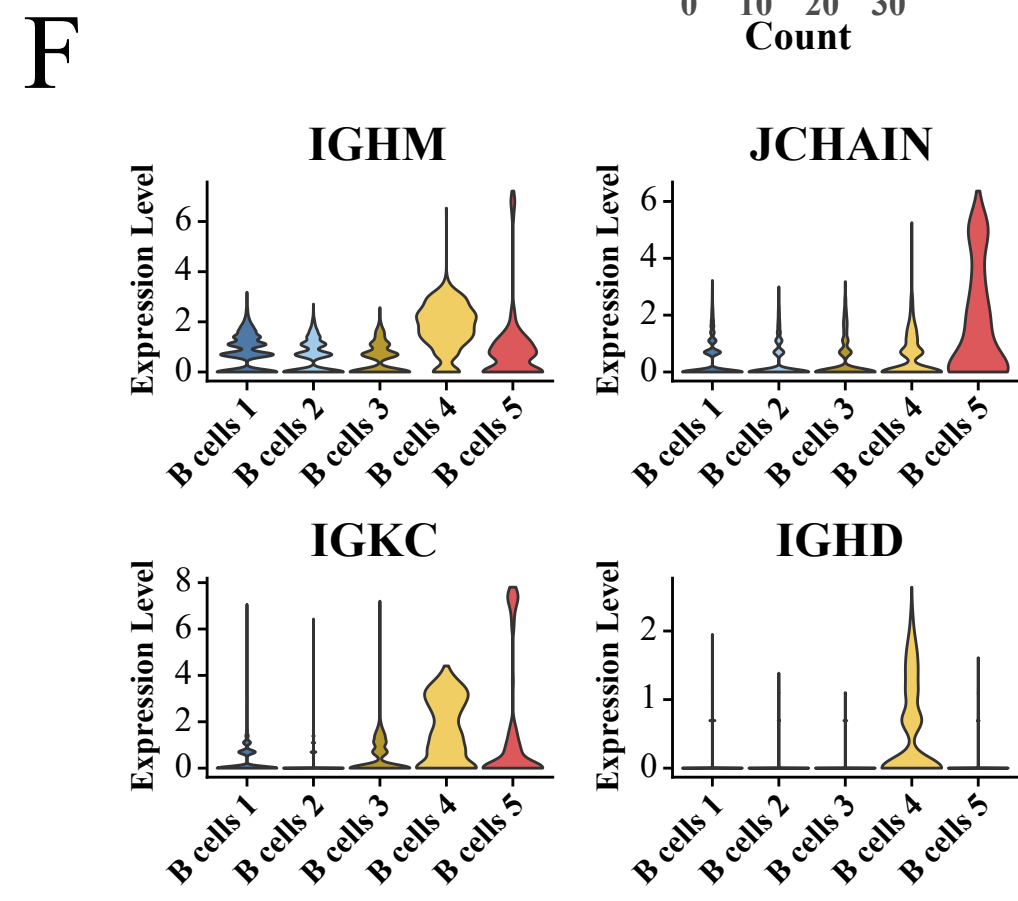 0 10 20 30
Count
F
IGHM
Expression Level
6
4
2
0
B cells 1
B cells 2
B cells 3
B cells 4
B cells 5
JCHAIN
Expression Level
6
4
2
0
B cells 1
B cells 2
B cells 3
B cells 4
B cells 5
IGKC
Expression Level
8
6
4
2
0
B cells 1
B cells 2
B cells 3
B cells 4
B cells 5
IGHD
Expression Level
2
1
0
B cells 1
B cells 2
B cells 3
B cells 4
B cells 5